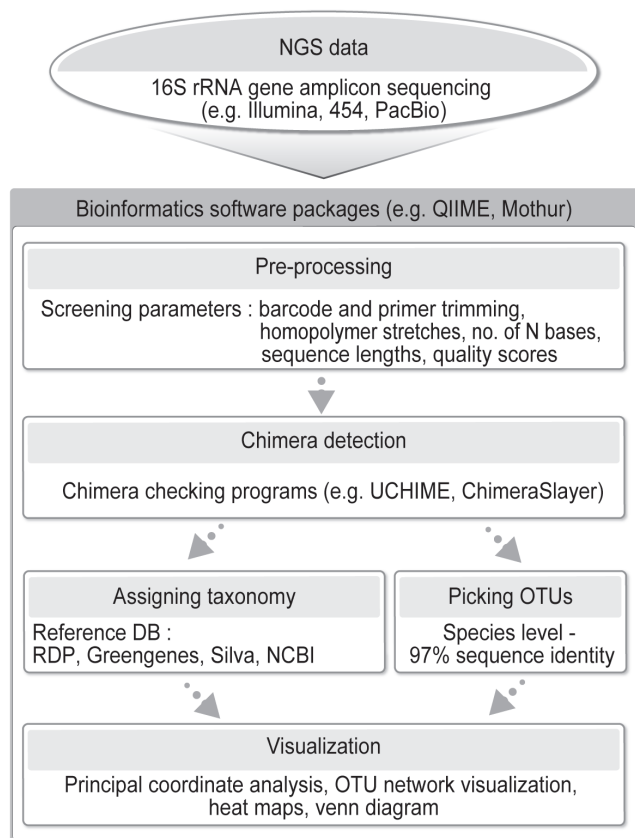 NGS data
16S rRNA gene amplicon sequencing
(e.g. Illumina, 454, PacBio)
Bioinformatics software packages (e.g. QIIME, Mothur)
Pre-processing
Screening parameters : barcode and primer trimming,
homopolymer stretches, no. of N bases,
sequence lengths, quality scores
Chimera detection
Chimera checking programs (e.g. UCHIME, ChimeraSlayer)
Assigning taxonomy
Reference DB :
RDP, Greengenes, Silva, NCBI
Picking OTUs
Species level -
97% sequence identity
Visualization
Principal coordinate analysis, OTU network visualization,
heat maps, venn diagram